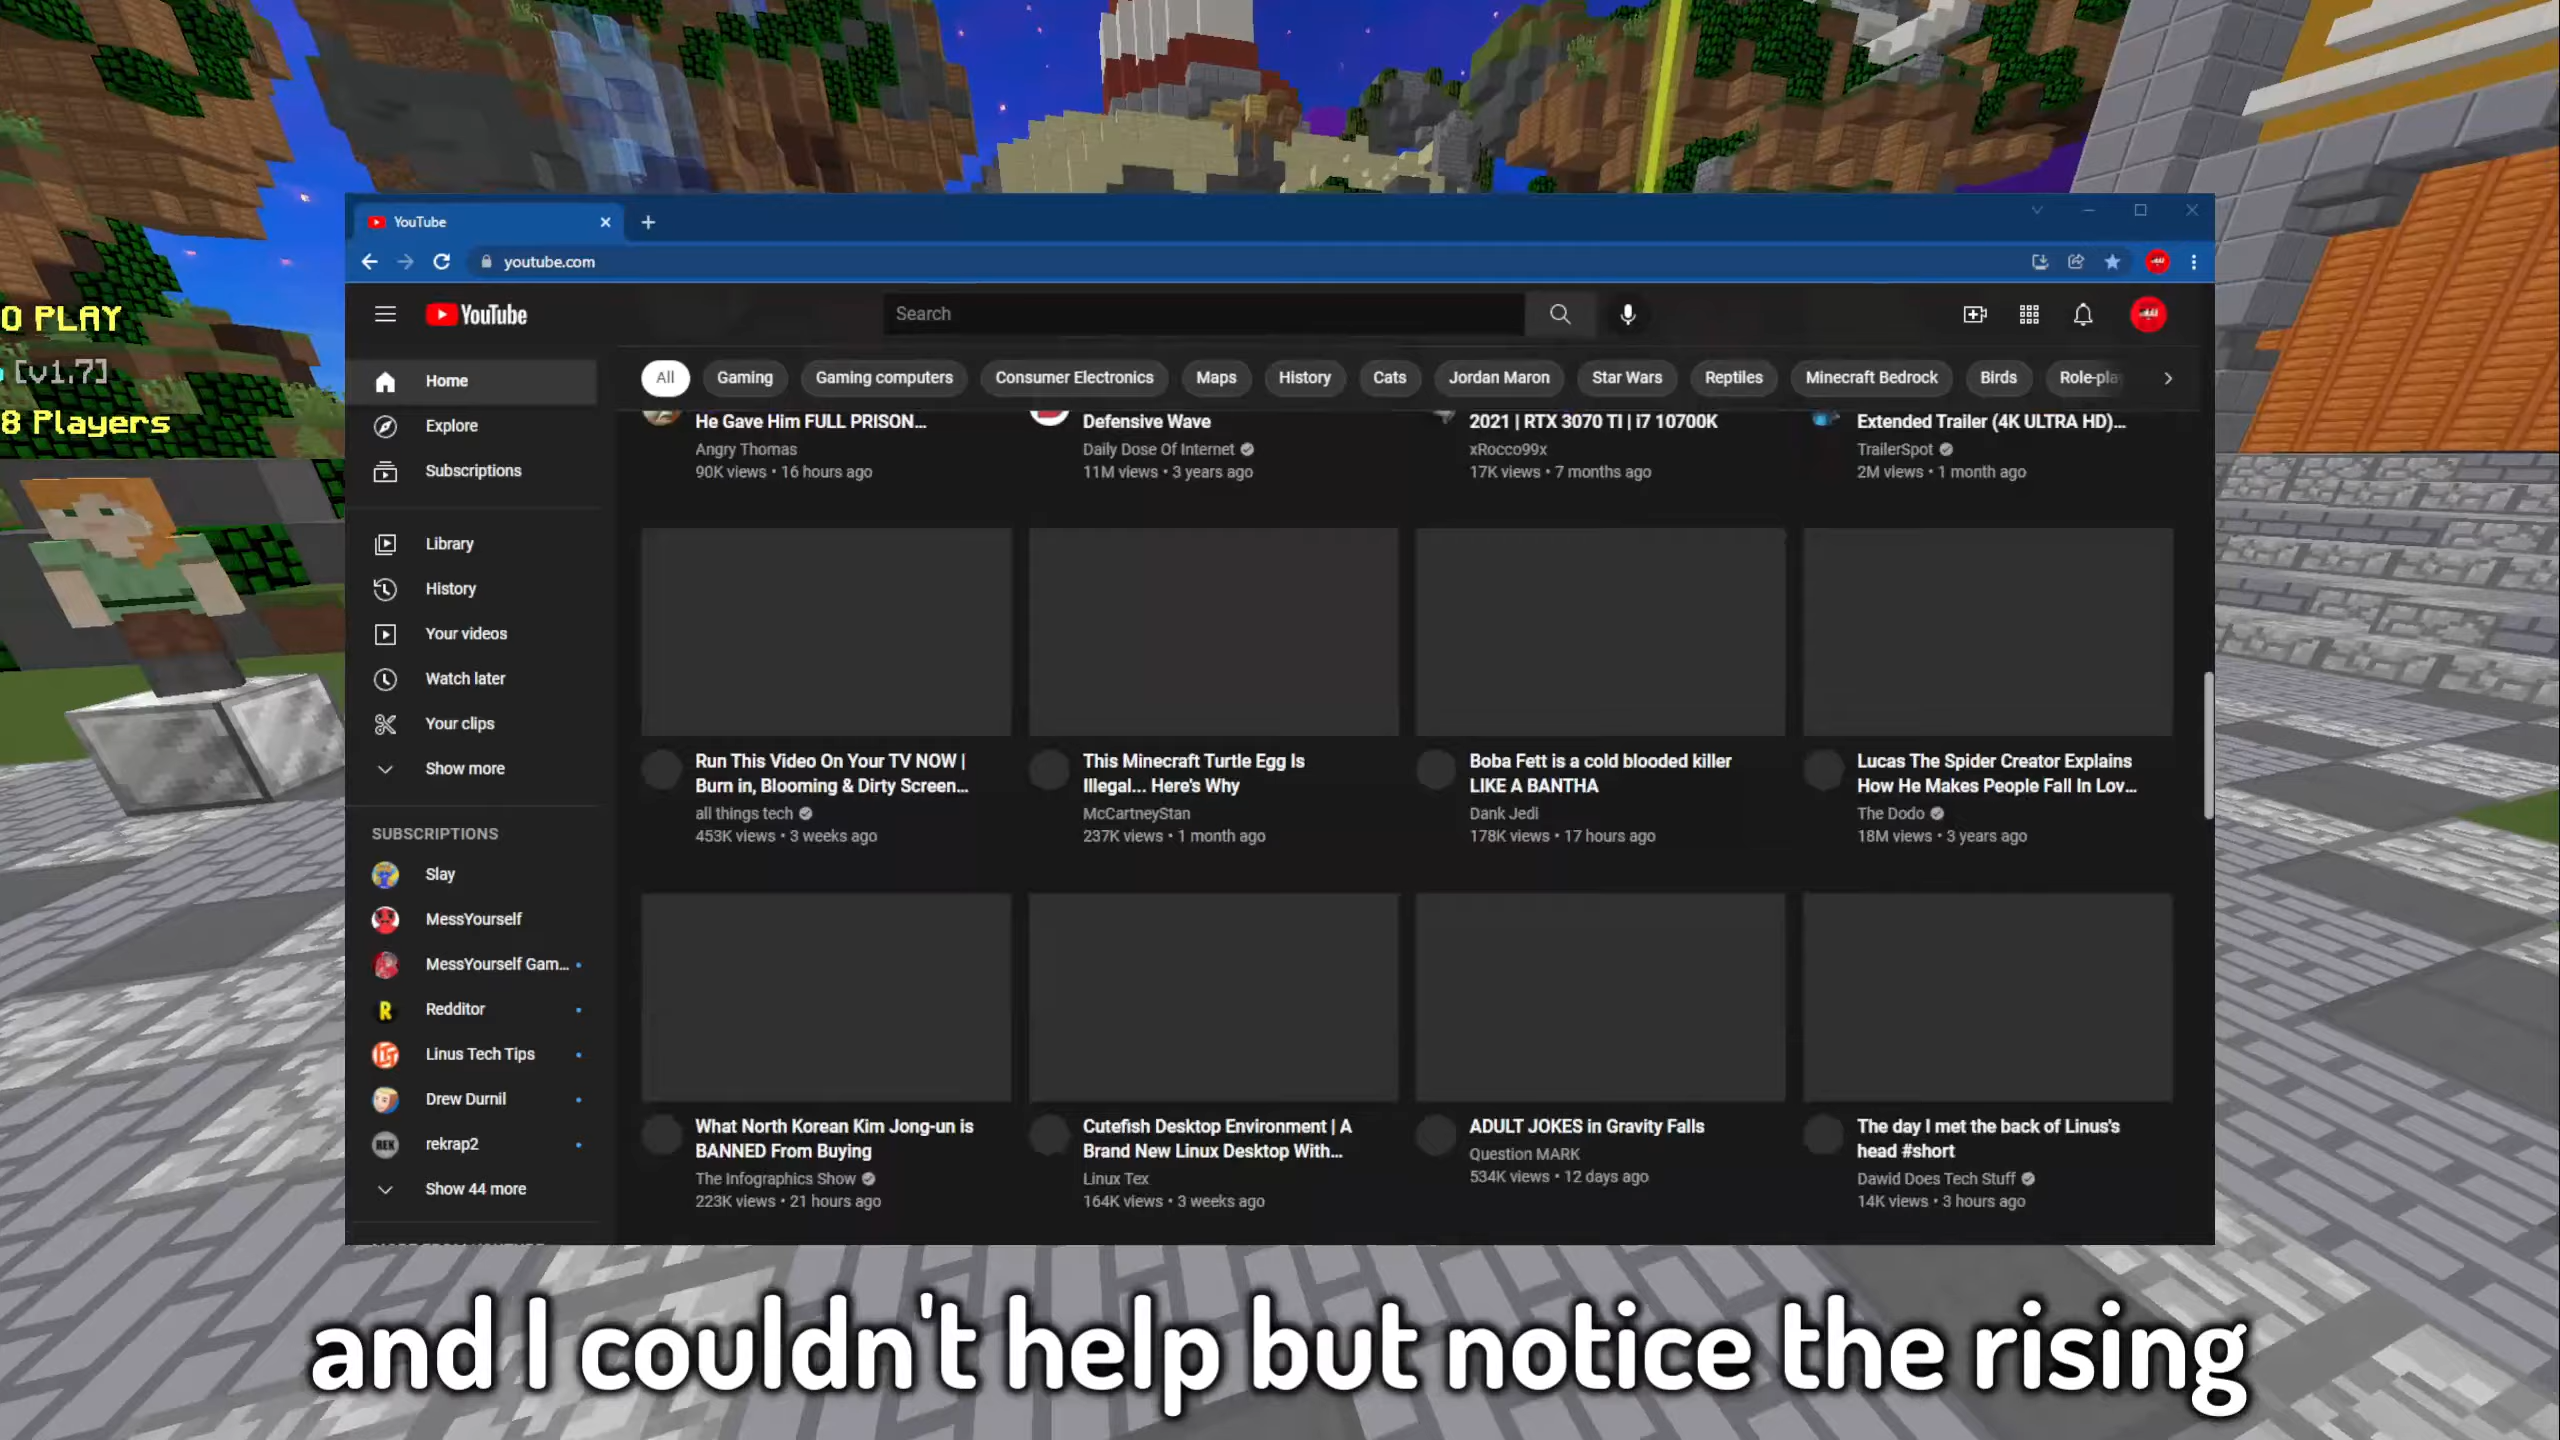 O PLAY
[v1.7]
8 Players
YouTube
youtube.com
YouTube
Search
Home
Explore
Subscriptions
Library
History
Your videos
Watch later
Your clips
Show more
SUBSCRIPTIONS
Slay
MessYourself
MessYourself Gam...
Redditor
Linus Tech Tips
Drew Durnil
rekrap2
Show 44 more
All
Gaming
Gaming computers
Consumer Electronics
Maps
History
Cats
Jordan Maron
Star Wars
Reptiles
Minecraft Bedrock
Birds
Role-pla
He Gave Him FULL PRISON...
Angry Thomas
90K views • 16 hours ago
Defensive Wave
Daily Dose Of Internet
11M views • 3 years ago
2021 | RTX 3070 TI | i7 10700K
xRocco99x
17K views • 7 months ago
Extended Trailer (4K ULTRA HD)...
TrailerSpot
2M views • 1 month ago
Run This Video On Your TV NOW |
Burn in, Blooming & Dirty Screen...
all things tech
453K views • 3 weeks ago
This Minecraft Turtle Egg Is
Illegal... Here's Why
McCartneyStan
237K views • 1 month ago
Boba Fett is a cold blooded killer
LIKE A BANTHA
Dank Jedi
178K views • 17 hours ago
Lucas The Spider Creator Explains
How He Makes People Fall In Lov...
The Dodo
18M views • 3 years ago
What North Korean Kim Jong-un is
BANNED From Buying
The Infographics Show
223K views • 21 hours ago
Cutefish Desktop Environment | A
Brand New Linux Desktop With...
Linux Tex
164K views • 3 weeks ago
ADULT JOKES in Gravity Falls
Question MARK
534K views • 12 days ago
The day I met the back of Linus's
head #short
Dawid Does Tech Stuff
14K views • 3 hours ago
and I couldn't help but notice the rising